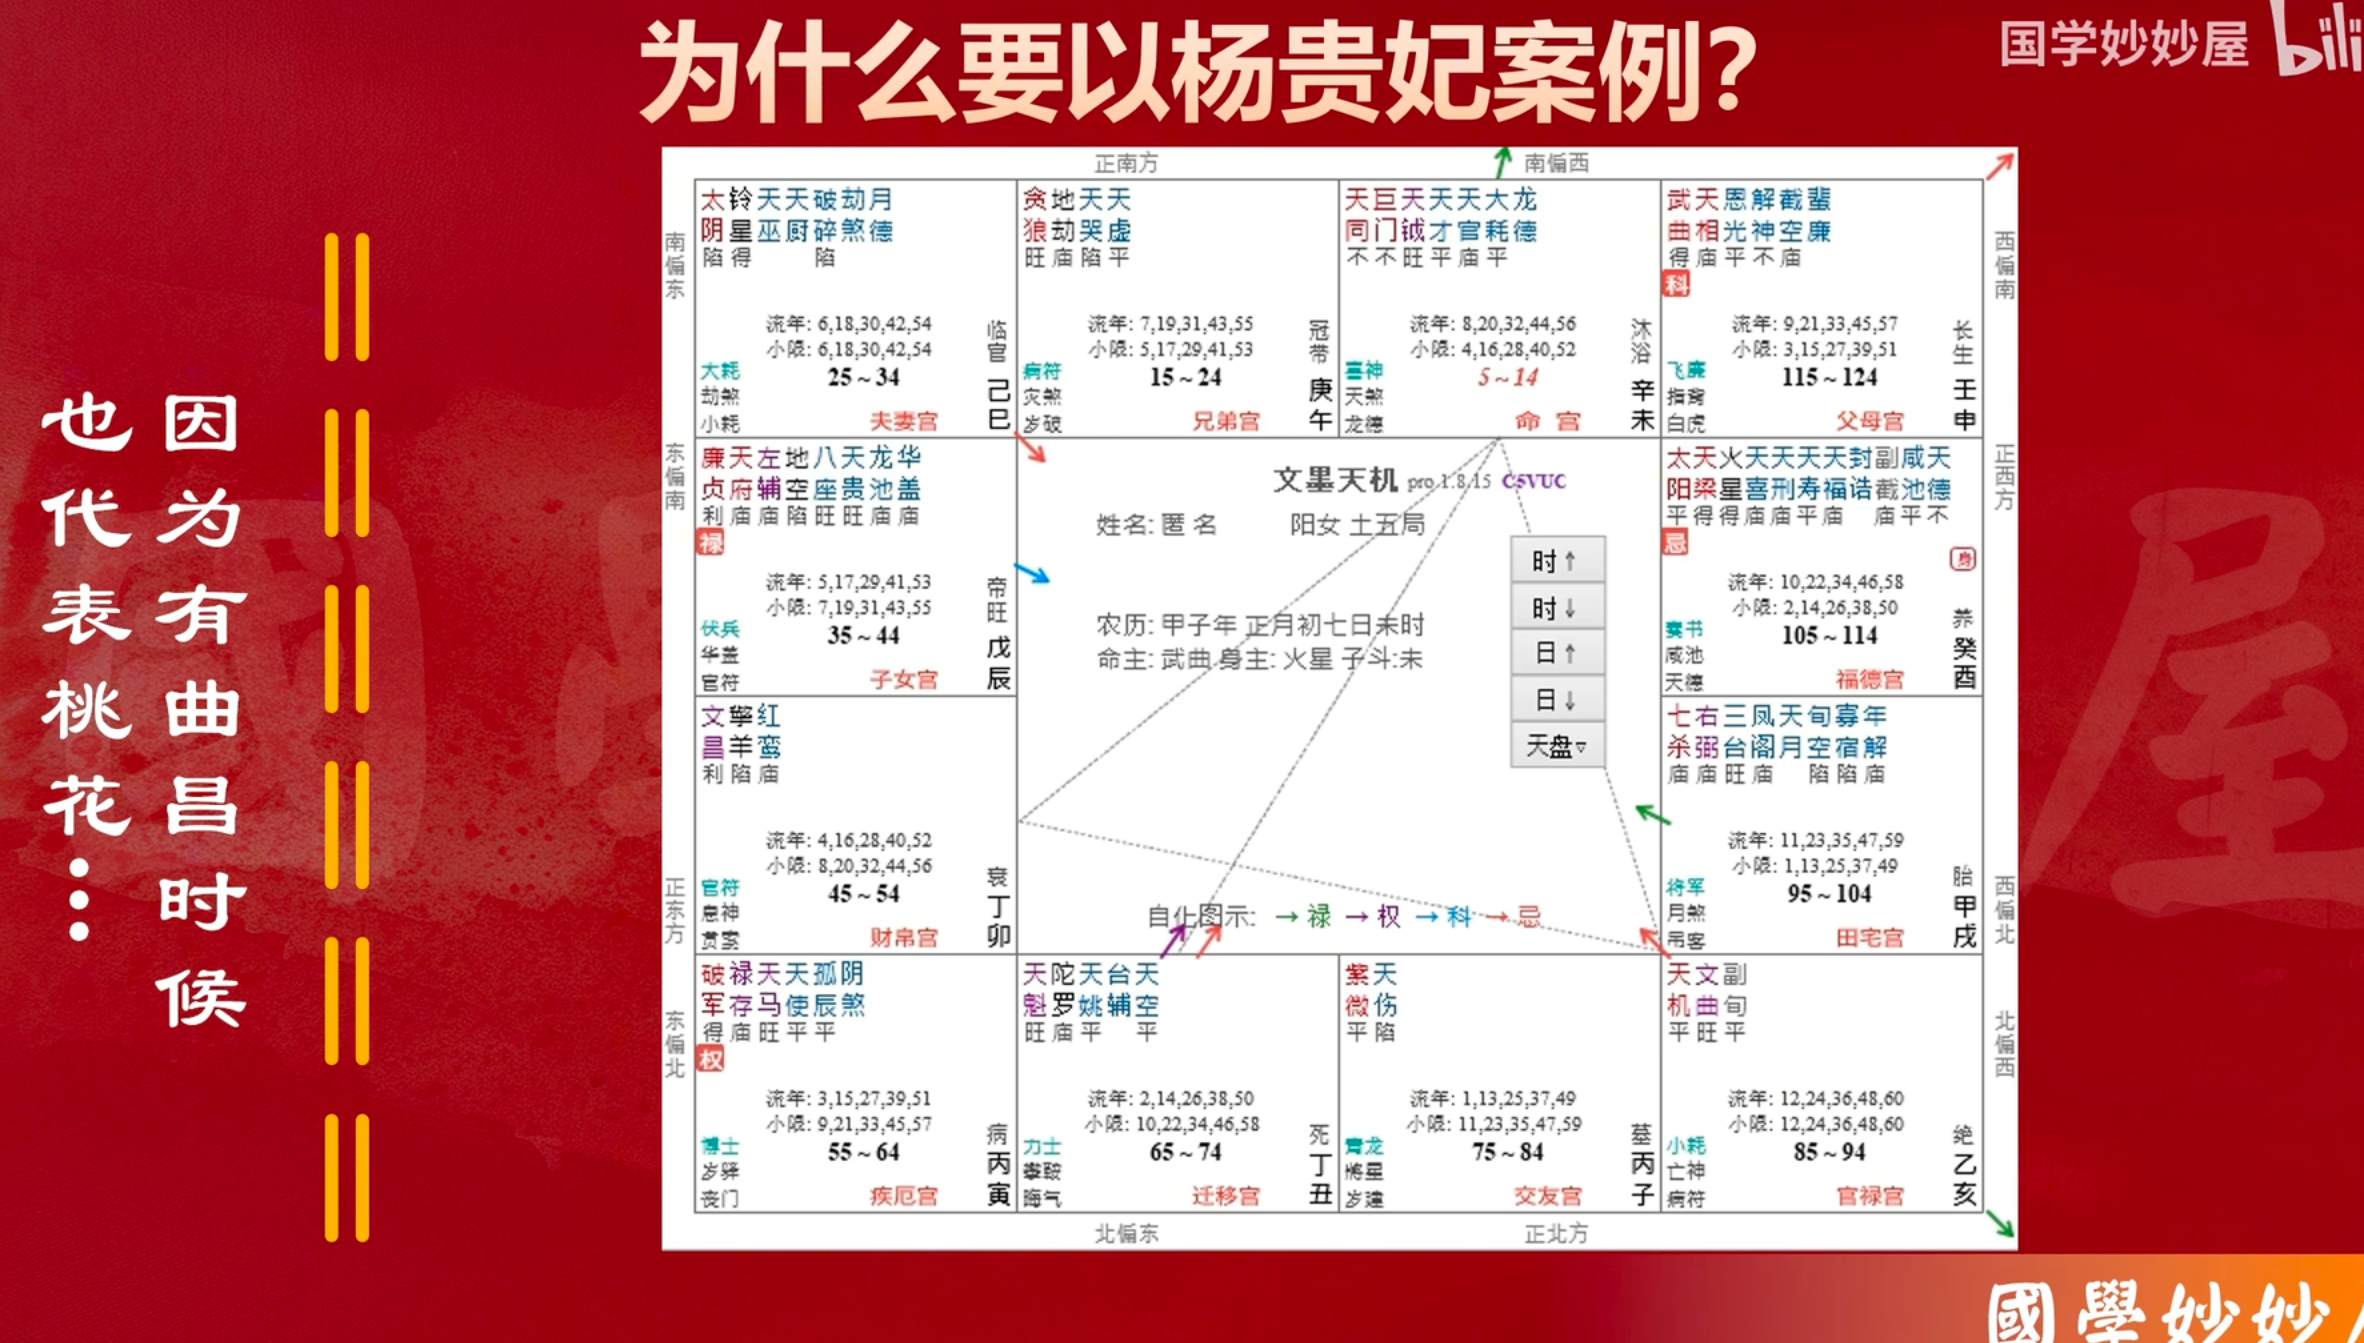 为什么要以杨贵妃案例?
国学妙妙屋 bili
因为有曲昌时候
也代表桃花⋮
正南方
南偏西
南偏东
太铃天天破劫月
阴星巫厨碎煞德
陷得 陷
流年: 6,18,30,42,54
小限: 6,18,30,42,54
25 ~ 34
大耗
劫煞
小耗
夫妻宫
临官
己巳
贪地天天
狼劫哭虚
旺庙陷平
流年: 7,19,31,43,55
小限: 5,17,29,41,53
15 ~ 24
病符
灾煞
岁破
兄弟宫
冠带
庚午
天巨天天天大龙
同门钺才官耗德
不不旺平庙平
流年: 8,20,32,44,56
小限: 4,16,28,40,52
5 ~ 14
喜神
天煞
龙德
命 宫
沐浴
辛未
武天恩解截蜚
曲相光神空廉
得庙平不庙
科
流年: 9,21,33,45,57
小限: 3,15,27,39,51
115 ~ 124
飞廉
指背
白虎
父母宫
长生
壬申
西偏南
东偏南
廉天左地八天龙华
贞府辅空座贵池盖
利庙庙陷旺旺庙庙
禄
流年: 5,17,29,41,53
小限: 7,19,31,43,55
35 ~ 44
伏兵
华盖
官符
子女宫
帝旺
戊辰
文墨天机 pro 1.8.15 C5VUC
姓名: 匿名 阳女 土五局
农历: 甲子年 正月初七日未时
命主: 武曲 身主: 火星 子斗:未
时↑
时↓
日↑
日↓
天盘▿
自化图示: →禄 →权 →科 →忌
太天火天天天天封副咸天
阳梁星喜刑寿福诰截池德
平得得庙庙平庙 庙平不
忌
身
流年: 10,22,34,46,58
小限: 2,14,26,38,50
105 ~ 114
奏书
咸池
天德
福德宫
养
癸酉
正西方
正东方
文擎红
昌羊鸾
利陷庙
流年: 4,16,28,40,52
小限: 8,20,32,44,56
45 ~ 54
官符
息神
贯索
财帛宫
衰
丁卯
七右三凤天旬寡年
杀弼台阁月空宿解
庙庙旺庙 陷陷庙
流年: 11,23,35,47,59
小限: 1,13,25,37,49
95 ~ 104
将军
月煞
吊客
田宅宫
胎
甲戌
西偏北
东偏北
破禄天天孤阴
军存马使辰煞
得庙旺平平
权
流年: 3,15,27,39,51
小限: 9,21,33,45,57
55 ~ 64
博士
岁驿
丧门
疾厄宫
病
丙寅
天陀天台天
魁罗姚辅空
旺庙平 平
流年: 2,14,26,38,50
小限: 10,22,34,46,58
65 ~ 74
力士
攀鞍
晦气
迁移宫
死
丁丑
紫天
微伤
平陷
流年: 1,13,25,37,49
小限: 11,23,35,47,59
75 ~ 84
青龙
将星
岁建
交友宫
墓
丙子
天文副
机曲旬
平旺平
流年: 12,24,36,48,60
小限: 12,24,36,48,60
85 ~ 94
小耗
亡神
病符
官禄宫
绝
乙亥
北偏西
北偏东
正北方
國學妙妙
屋